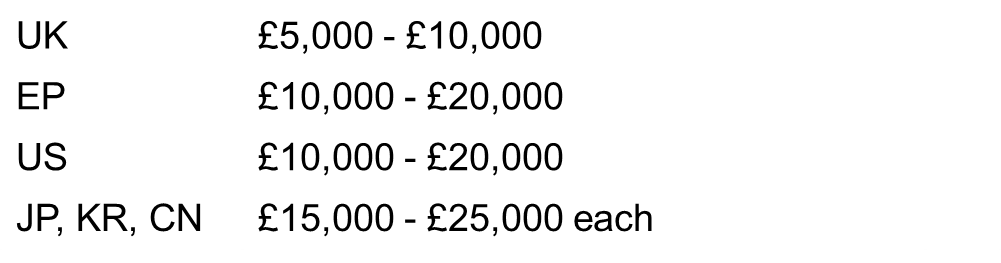 UK £5,000 - £10,000
EP £10,000 - £20,000
US £10,000 - £20,000
JP, KR, CN £15,000 - £25,000 each